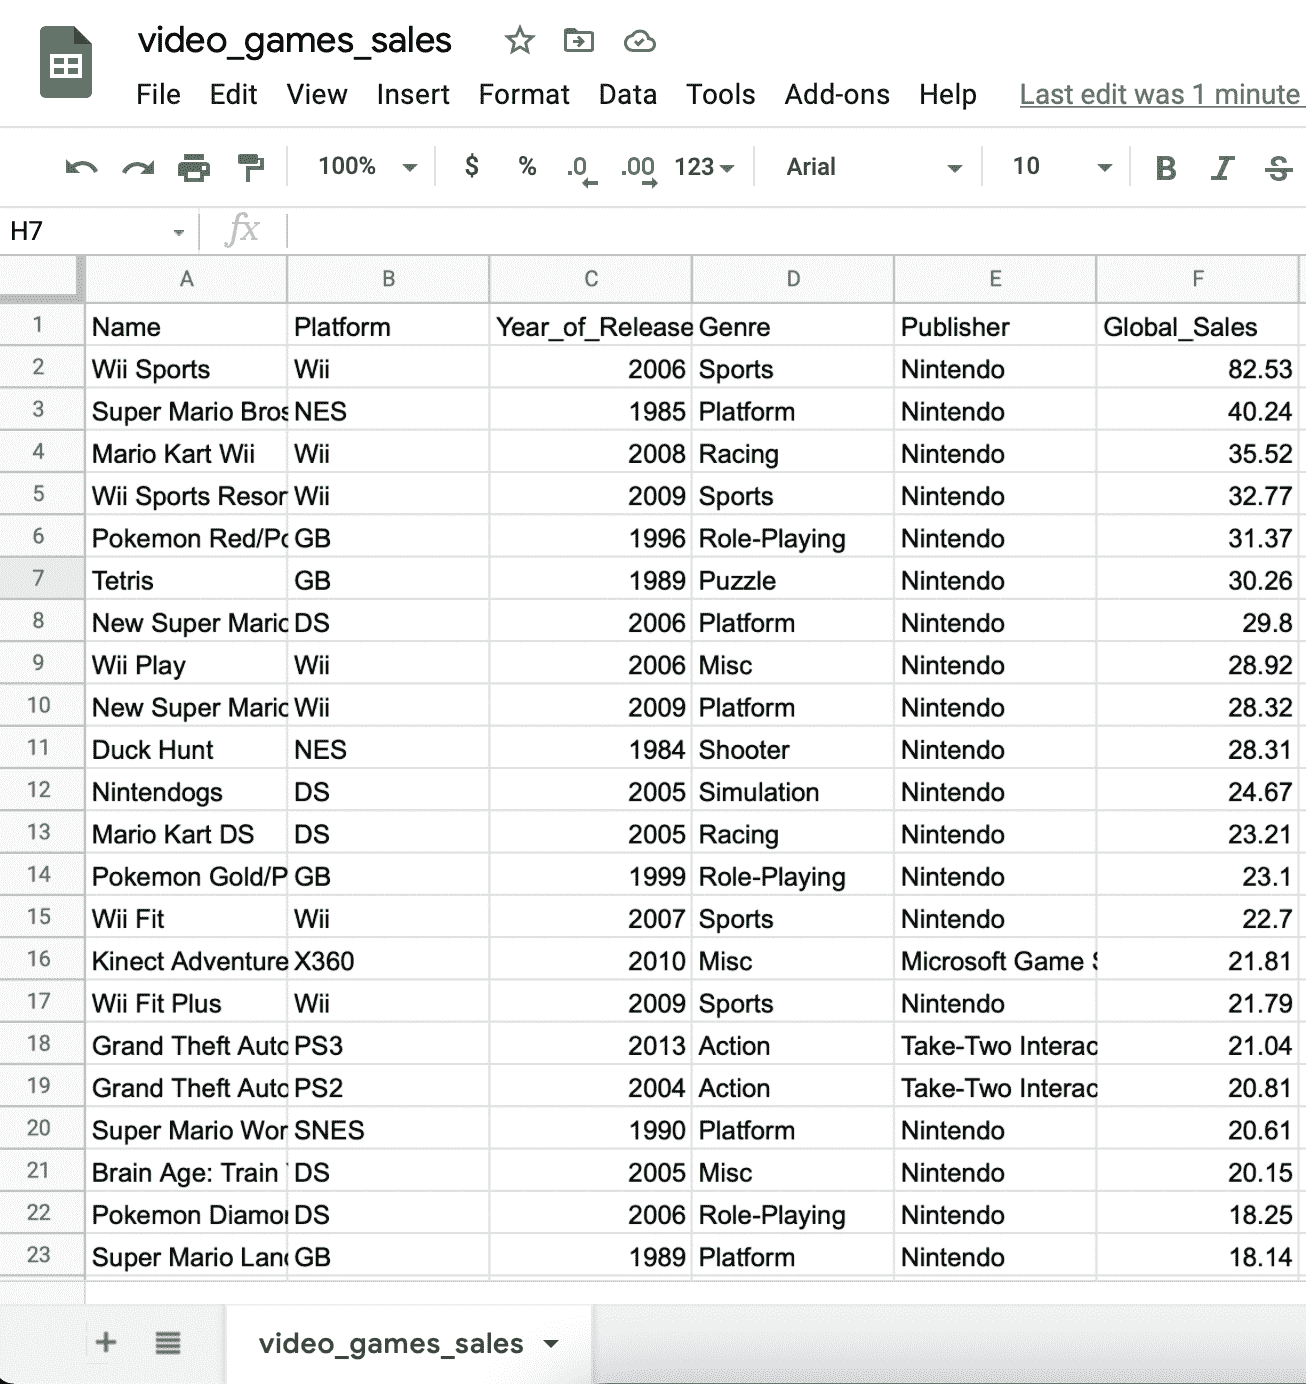 video_games_sales
File Edit View Insert Format Data Tools Add-ons Help Last edit was 1 minute
100% $ % .0 .00 123 Arial 10 B I S
H7 fx
A B C D E F
1 Name Platform Year_of_Release Genre Publisher Global_Sales
2 Wii Sports Wii 2006 Sports Nintendo 82.53
3 Super Mario Bros NES 1985 Platform Nintendo 40.24
4 Mario Kart Wii Wii 2008 Racing Nintendo 35.52
5 Wii Sports Resor Wii 2009 Sports Nintendo 32.77
6 Pokemon Red/Po GB 1996 Role-Playing Nintendo 31.37
7 Tetris GB 1989 Puzzle Nintendo 30.26
8 New Super Mario DS 2006 Platform Nintendo 29.8
9 Wii Play Wii 2006 Misc Nintendo 28.92
10 New Super Mario Wii 2009 Platform Nintendo 28.32
11 Duck Hunt NES 1984 Shooter Nintendo 28.31
12 Nintendogs DS 2005 Simulation Nintendo 24.67
13 Mario Kart DS DS 2005 Racing Nintendo 23.21
14 Pokemon Gold/P GB 1999 Role-Playing Nintendo 23.1
15 Wii Fit Wii 2007 Sports Nintendo 22.7
16 Kinect Adventure X360 2010 Misc Microsoft Game 21.81
17 Wii Fit Plus Wii 2009 Sports Nintendo 21.79
18 Grand Theft Auto PS3 2013 Action Take-Two Interac 21.04
19 Grand Theft Auto PS2 2004 Action Take-Two Interac 20.81
20 Super Mario Wor SNES 1990 Platform Nintendo 20.61
21 Brain Age: Train DS 2005 Misc Nintendo 20.15
22 Pokemon Diamon DS 2006 Role-Playing Nintendo 18.25
23 Super Mario Land GB 1989 Platform Nintendo 18.14
video_games_sales